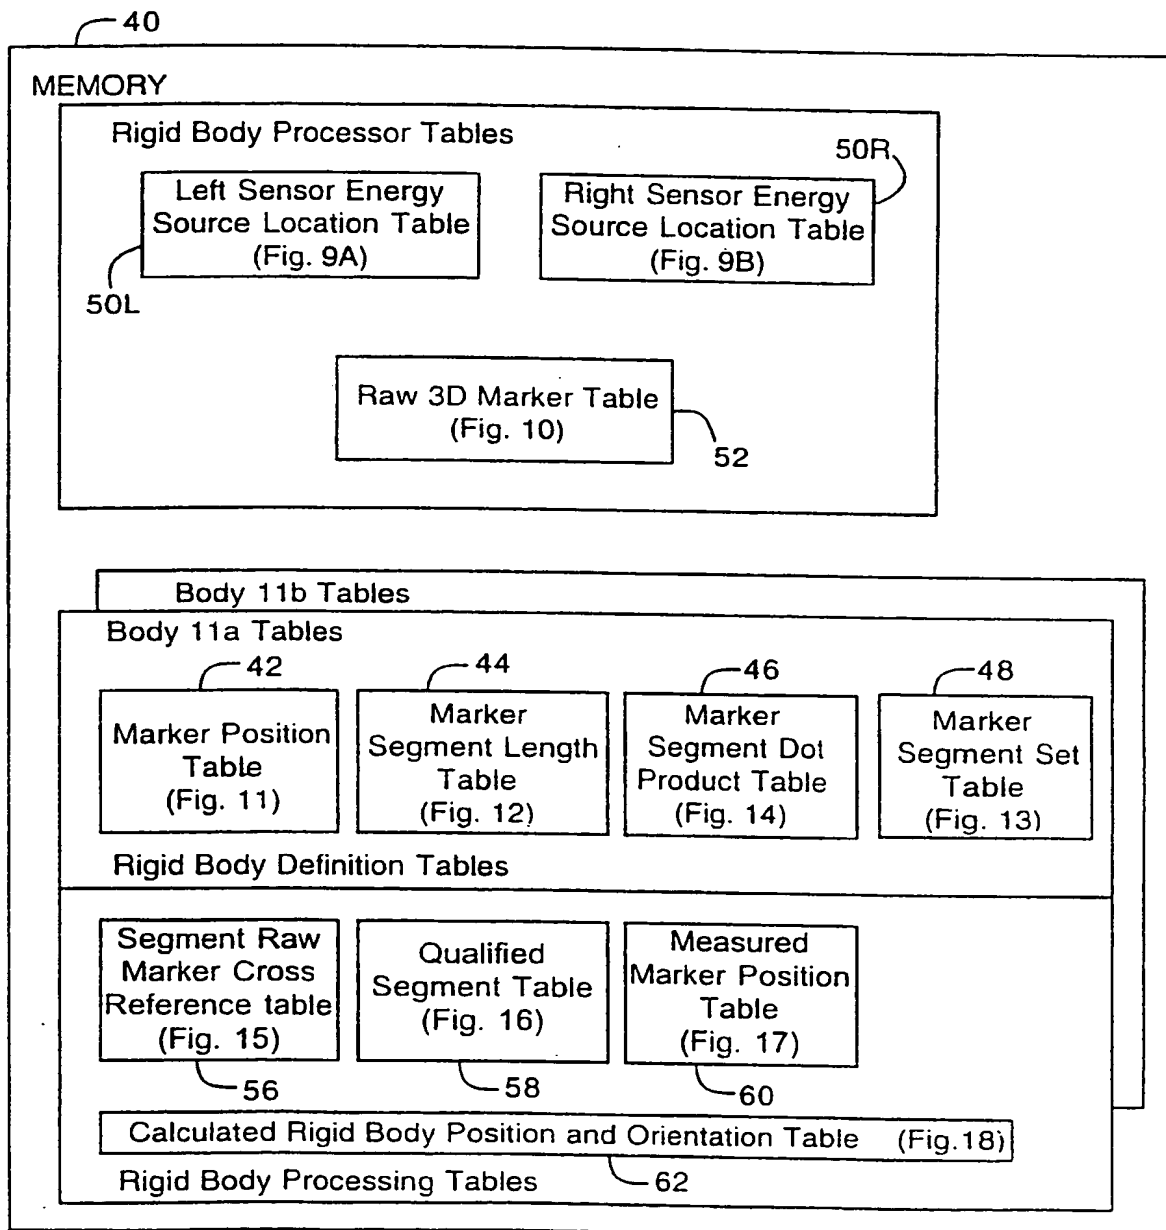 40
MEMORY
Rigid Body Processor Tables
50R
Left Sensor Energy
Source Location Table
(Fig. 9A)
Right Sensor Energy
Source Location Table
(Fig. 9B)
50L
Raw 3D Marker Table
(Fig. 10)
52
Body 11b Tables
Body 11a Tables
42
44
46
48
Marker Position
Table
(Fig. 11)
Marker
Segment Length
Table
(Fig. 12)
Marker
Segment Dot
Product Table
(Fig. 14)
Marker
Segment Set
Table
(Fig. 13)
Rigid Body Definition Tables
Segment Raw
Marker Cross
Reference table
(Fig. 15)
Qualified
Segment Table
(Fig. 16)
Measured
Marker Position
Table
(Fig. 17)
56
58
60
Calculated Rigid Body Position and Orientation Table (Fig.18)
Rigid Body Processing Tables
62